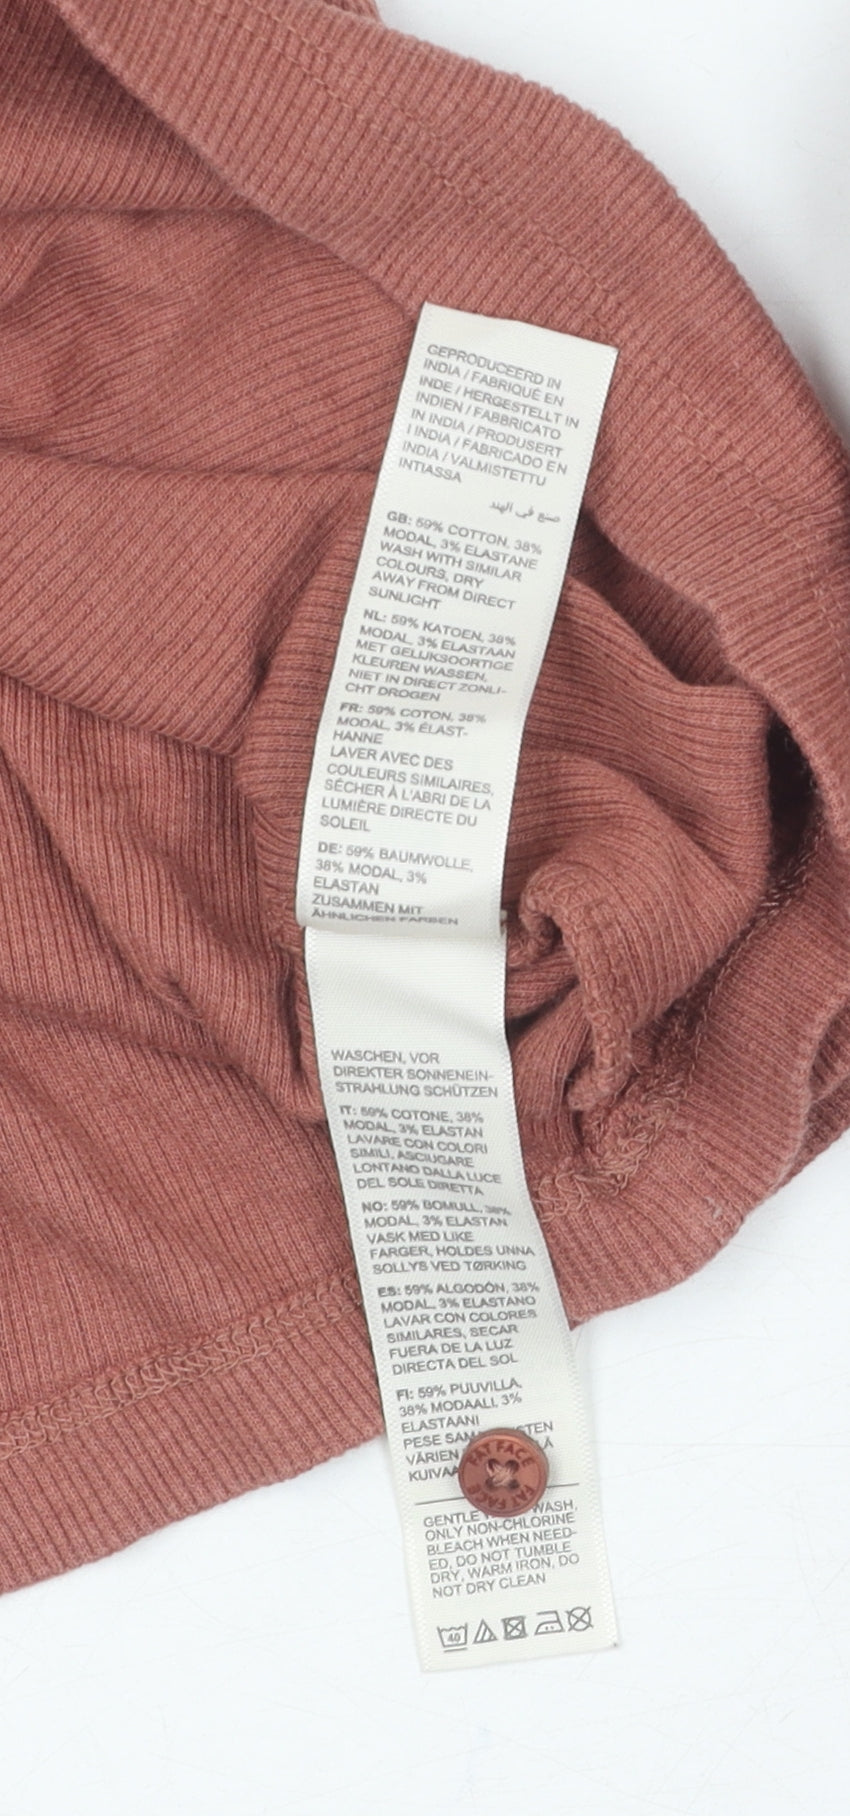 GEPRODUCEERD IN
INDIA / FABRIQUÉ EN
INDE / HERGESTELLT IN
INDIEN / FABBRICATO
IN INDIA / PRODUSERT
I INDIA / FABRICADO EN
INDIA / VALMISTETTU
INTIASSA
صنع في الهند
GB: 59% COTTON, 38%
MODAL, 3% ELASTANE
WASH WITH SIMILAR
COLOURS, DRY
AWAY FROM DIRECT
SUNLIGHT
NL: 59% KATOEN, 38%
MODAL, 3% ELASTAAN
MET GELIJKSOORTIGE
KLEUREN WASSEN,
NIET IN DIRECT ZONLI-
CHT DROGEN
FR: 59% COTON, 38%
MODAL, 3% ÉLAST-
HANNE
LAVER AVEC DES
COULEURS SIMILAIRES,
SÉCHER À L'ABRI DE LA
LUMIÈRE DIRECTE DU
SOLEIL
DE: 59% BAUMWOLLE,
38% MODAL, 3%
ELASTAN
ZUSAMMEN MIT
ÄHNLICHEN FARBEN
WASCHEN, VOR
DIREKTER SONNENEIN-
STRAHLUNG SCHÜTZEN
IT: 59% COTONE, 38%
MODAL, 3% ELASTAN
LAVARE CON COLORI
SIMILI, ASCIUGARE
LONTANO DALLA LUCE
DEL SOLE DIRETTA
NO: 59% BOMULL, 38%
MODAL, 3% ELASTAN
VASK MED LIKE
FARGER, HOLDES UNNA
SOLLYS VED TØRKING
ES: 59% ALGODÓN, 38%
MODAL, 3% ELASTANO
LAVAR CON COLORES
SIMILARES, SECAR
FUERA DE LA LUZ
DIRECTA DEL SOL
FI: 59% PUUVILLA,
38% MODAALI, 3%
ELASTAANI
PESE
FAT FACE
FAT FACE
GENTLE WASH,
ONLY NON-CHLORINE
BLEACH WHEN NEED-
ED, DO NOT TUMBLE
DRY, WARM IRON, DO
NOT DRY CLEAN
40